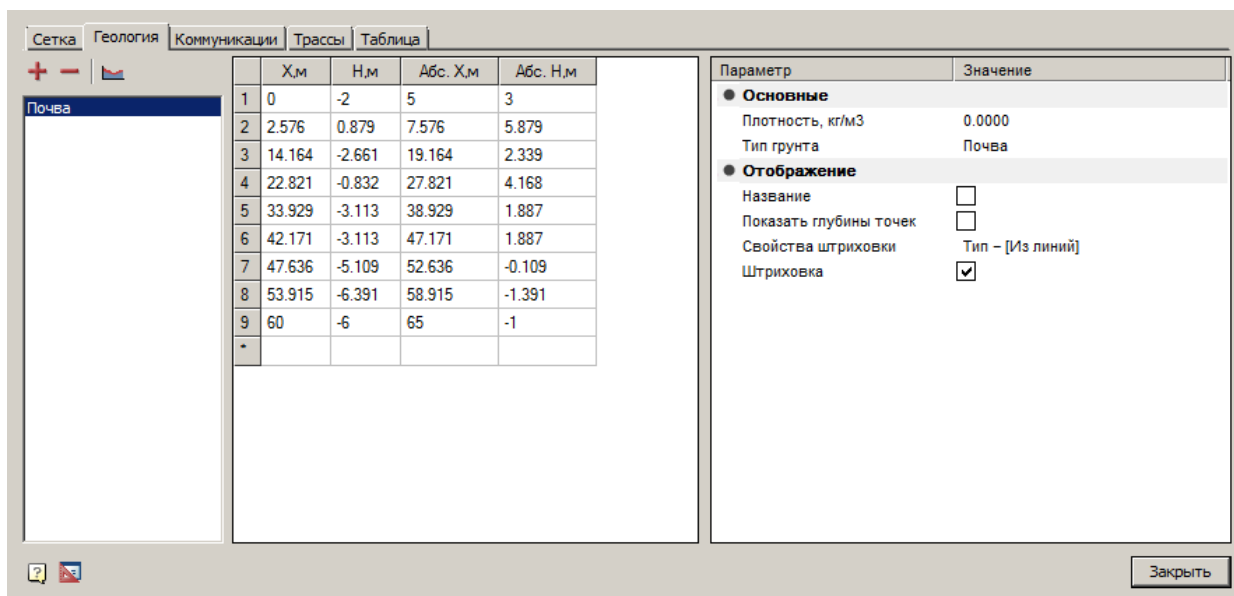 Сетка Геология Коммуникации Трассы Таблица
Почва
X,м H,м Абс. X,м Абс. H,м
1 0 -2 5 3
2 2.576 0.879 7.576 5.879
3 14.164 -2.661 19.164 2.339
4 22.821 -0.832 27.821 4.168
5 33.929 -3.113 38.929 1.887
6 42.171 -3.113 47.171 1.887
7 47.636 -5.109 52.636 -0.109
8 53.915 -6.391 58.915 -1.391
9 60 -6 65 -1
*
Параметр Значение
Основные
Плотность, кг/м3 0.0000
Тип грунта Почва
Отображение
Название
Показать глубины точек
Свойства штриховки Тип – [Из линий]
Штриховка
?
Закрыть